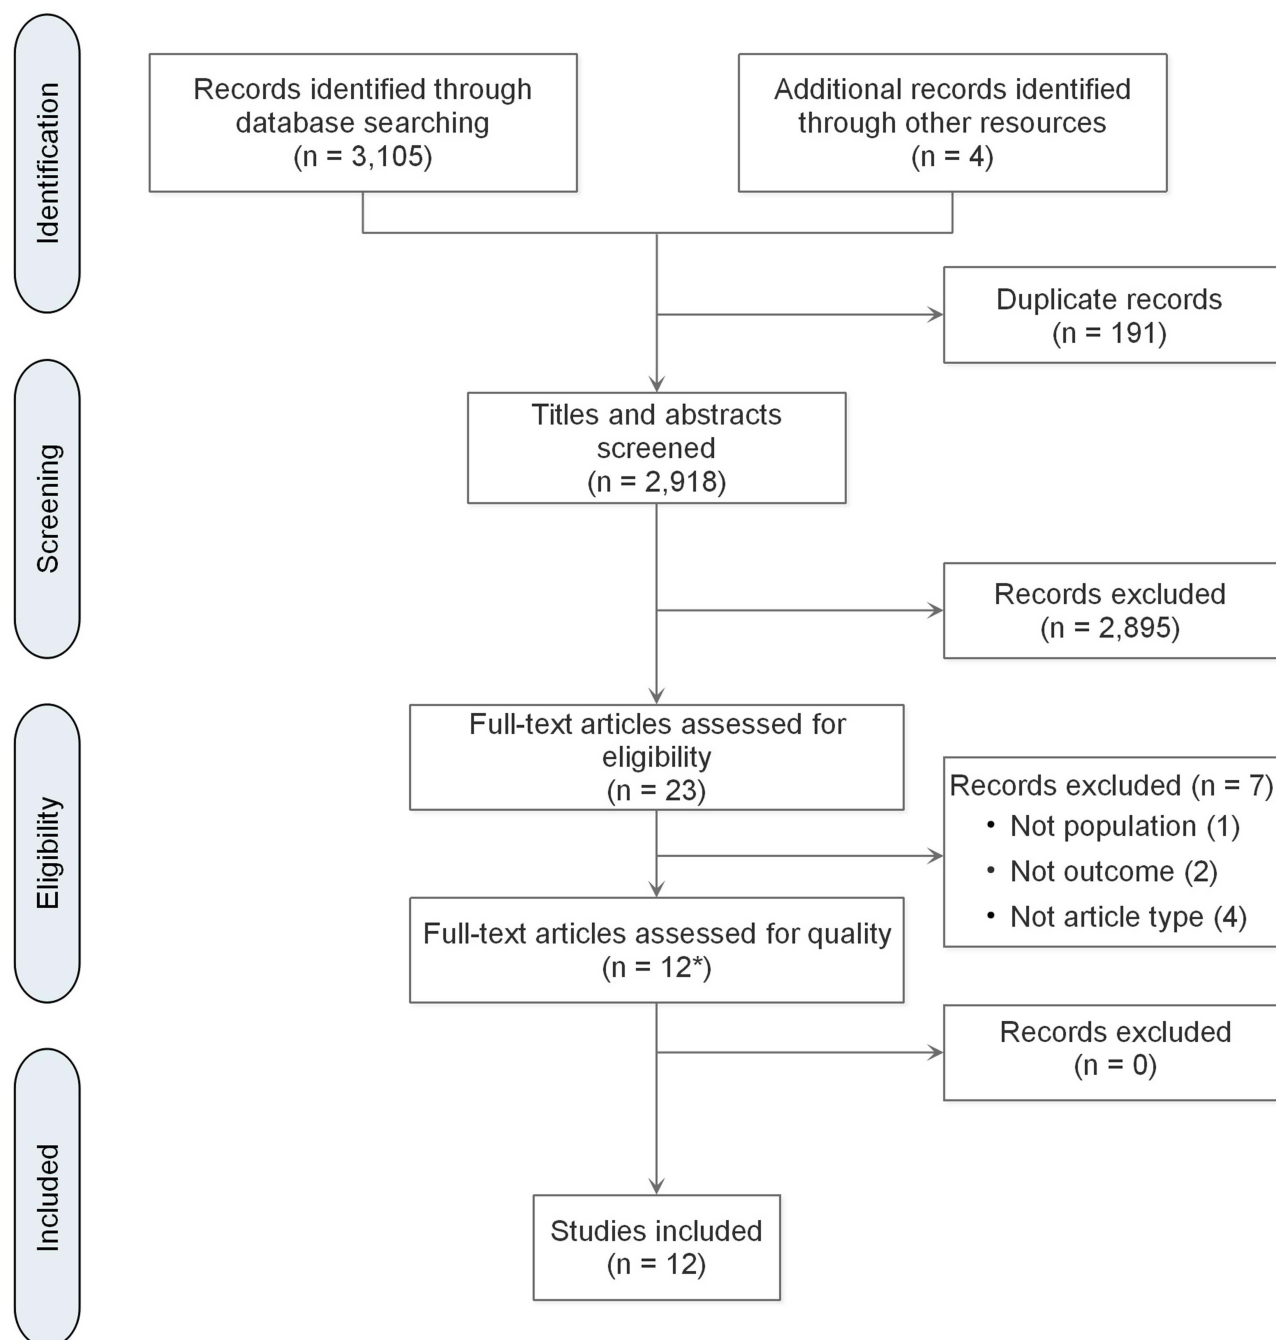 Identification
Records identified through
database searching
(n = 3,105)
Additional records identified
through other resources
(n = 4)
Duplicate records
(n = 191)
Screening
Titles and abstracts
screened
(n = 2,918)
Records excluded
(n = 2,895)
Eligibility
Full-text articles assessed for
eligibility
(n = 23)
Records excluded (n = 7)
• Not population (1)
• Not outcome (2)
• Not article type (4)
Full-text articles assessed for quality
(n = 12*)
Records excluded
(n = 0)
Included
Studies included
(n = 12)